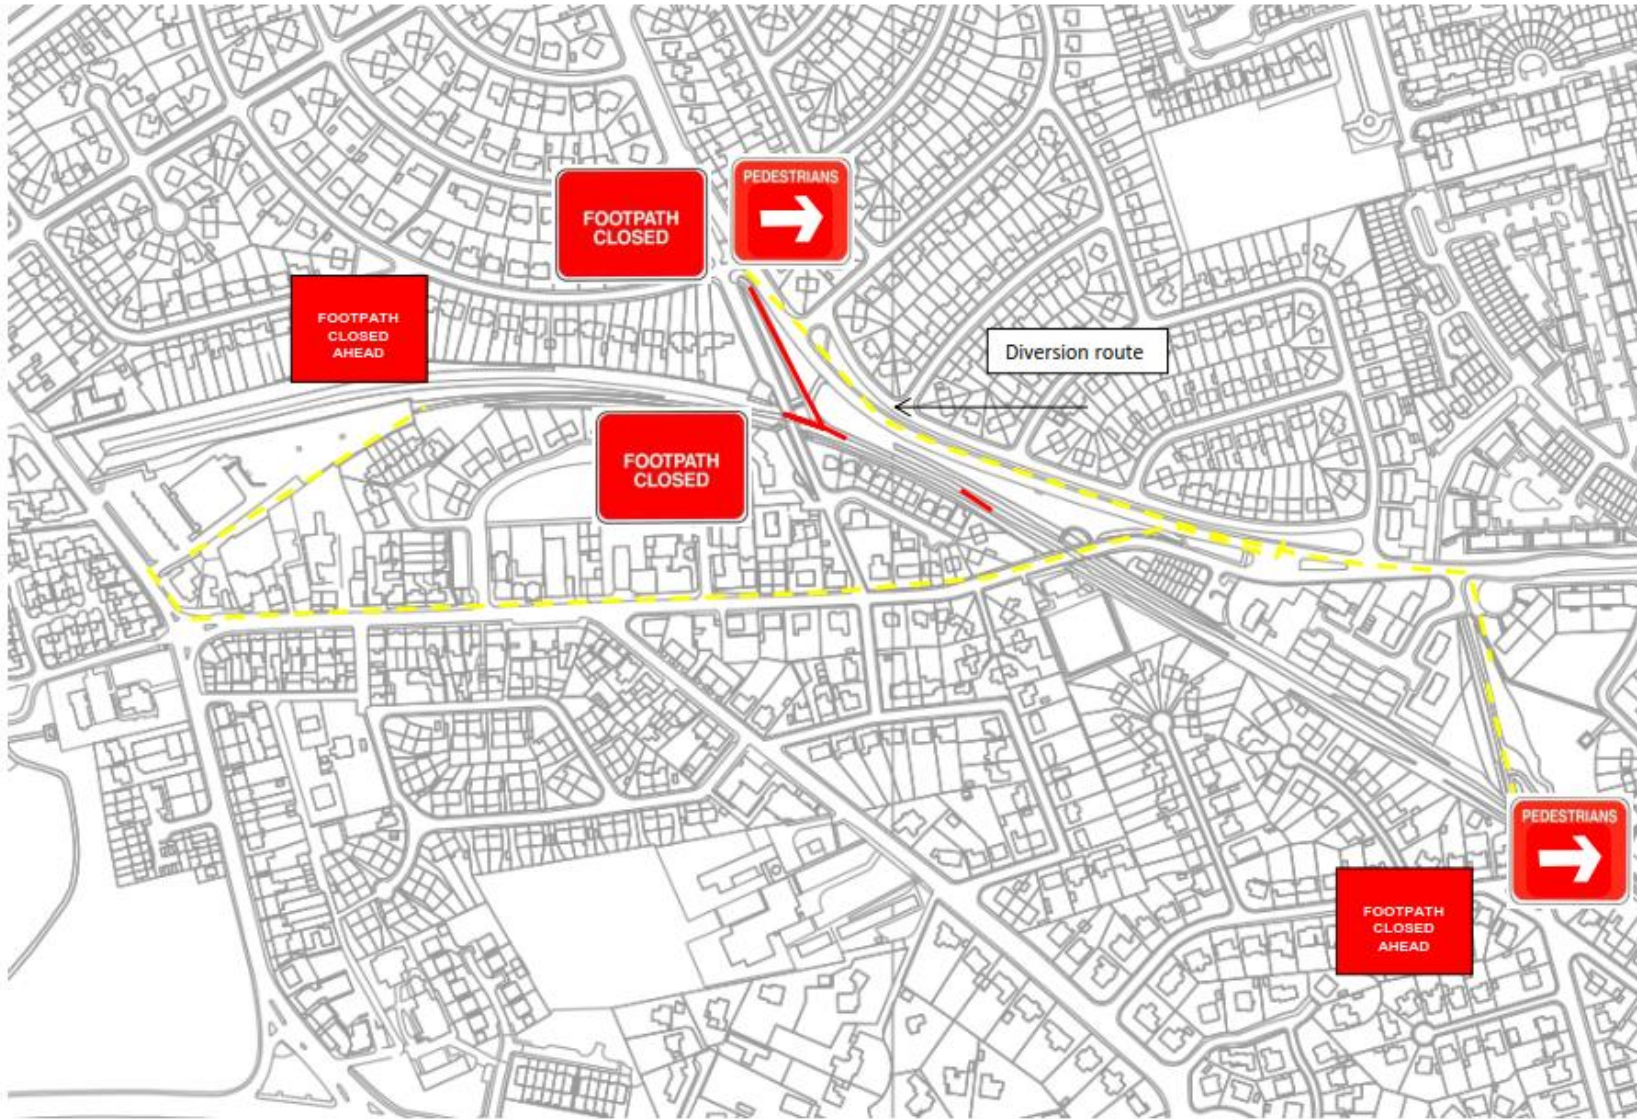 PEDESTRIANS
FOOTPATH
CLOSED
FOOTPATH
CLOSED
AHEAD
Diversion route
FOOTPATH
CLOSED
PEDESTRIANS
FOOTPATH
CLOSED
AHEAD